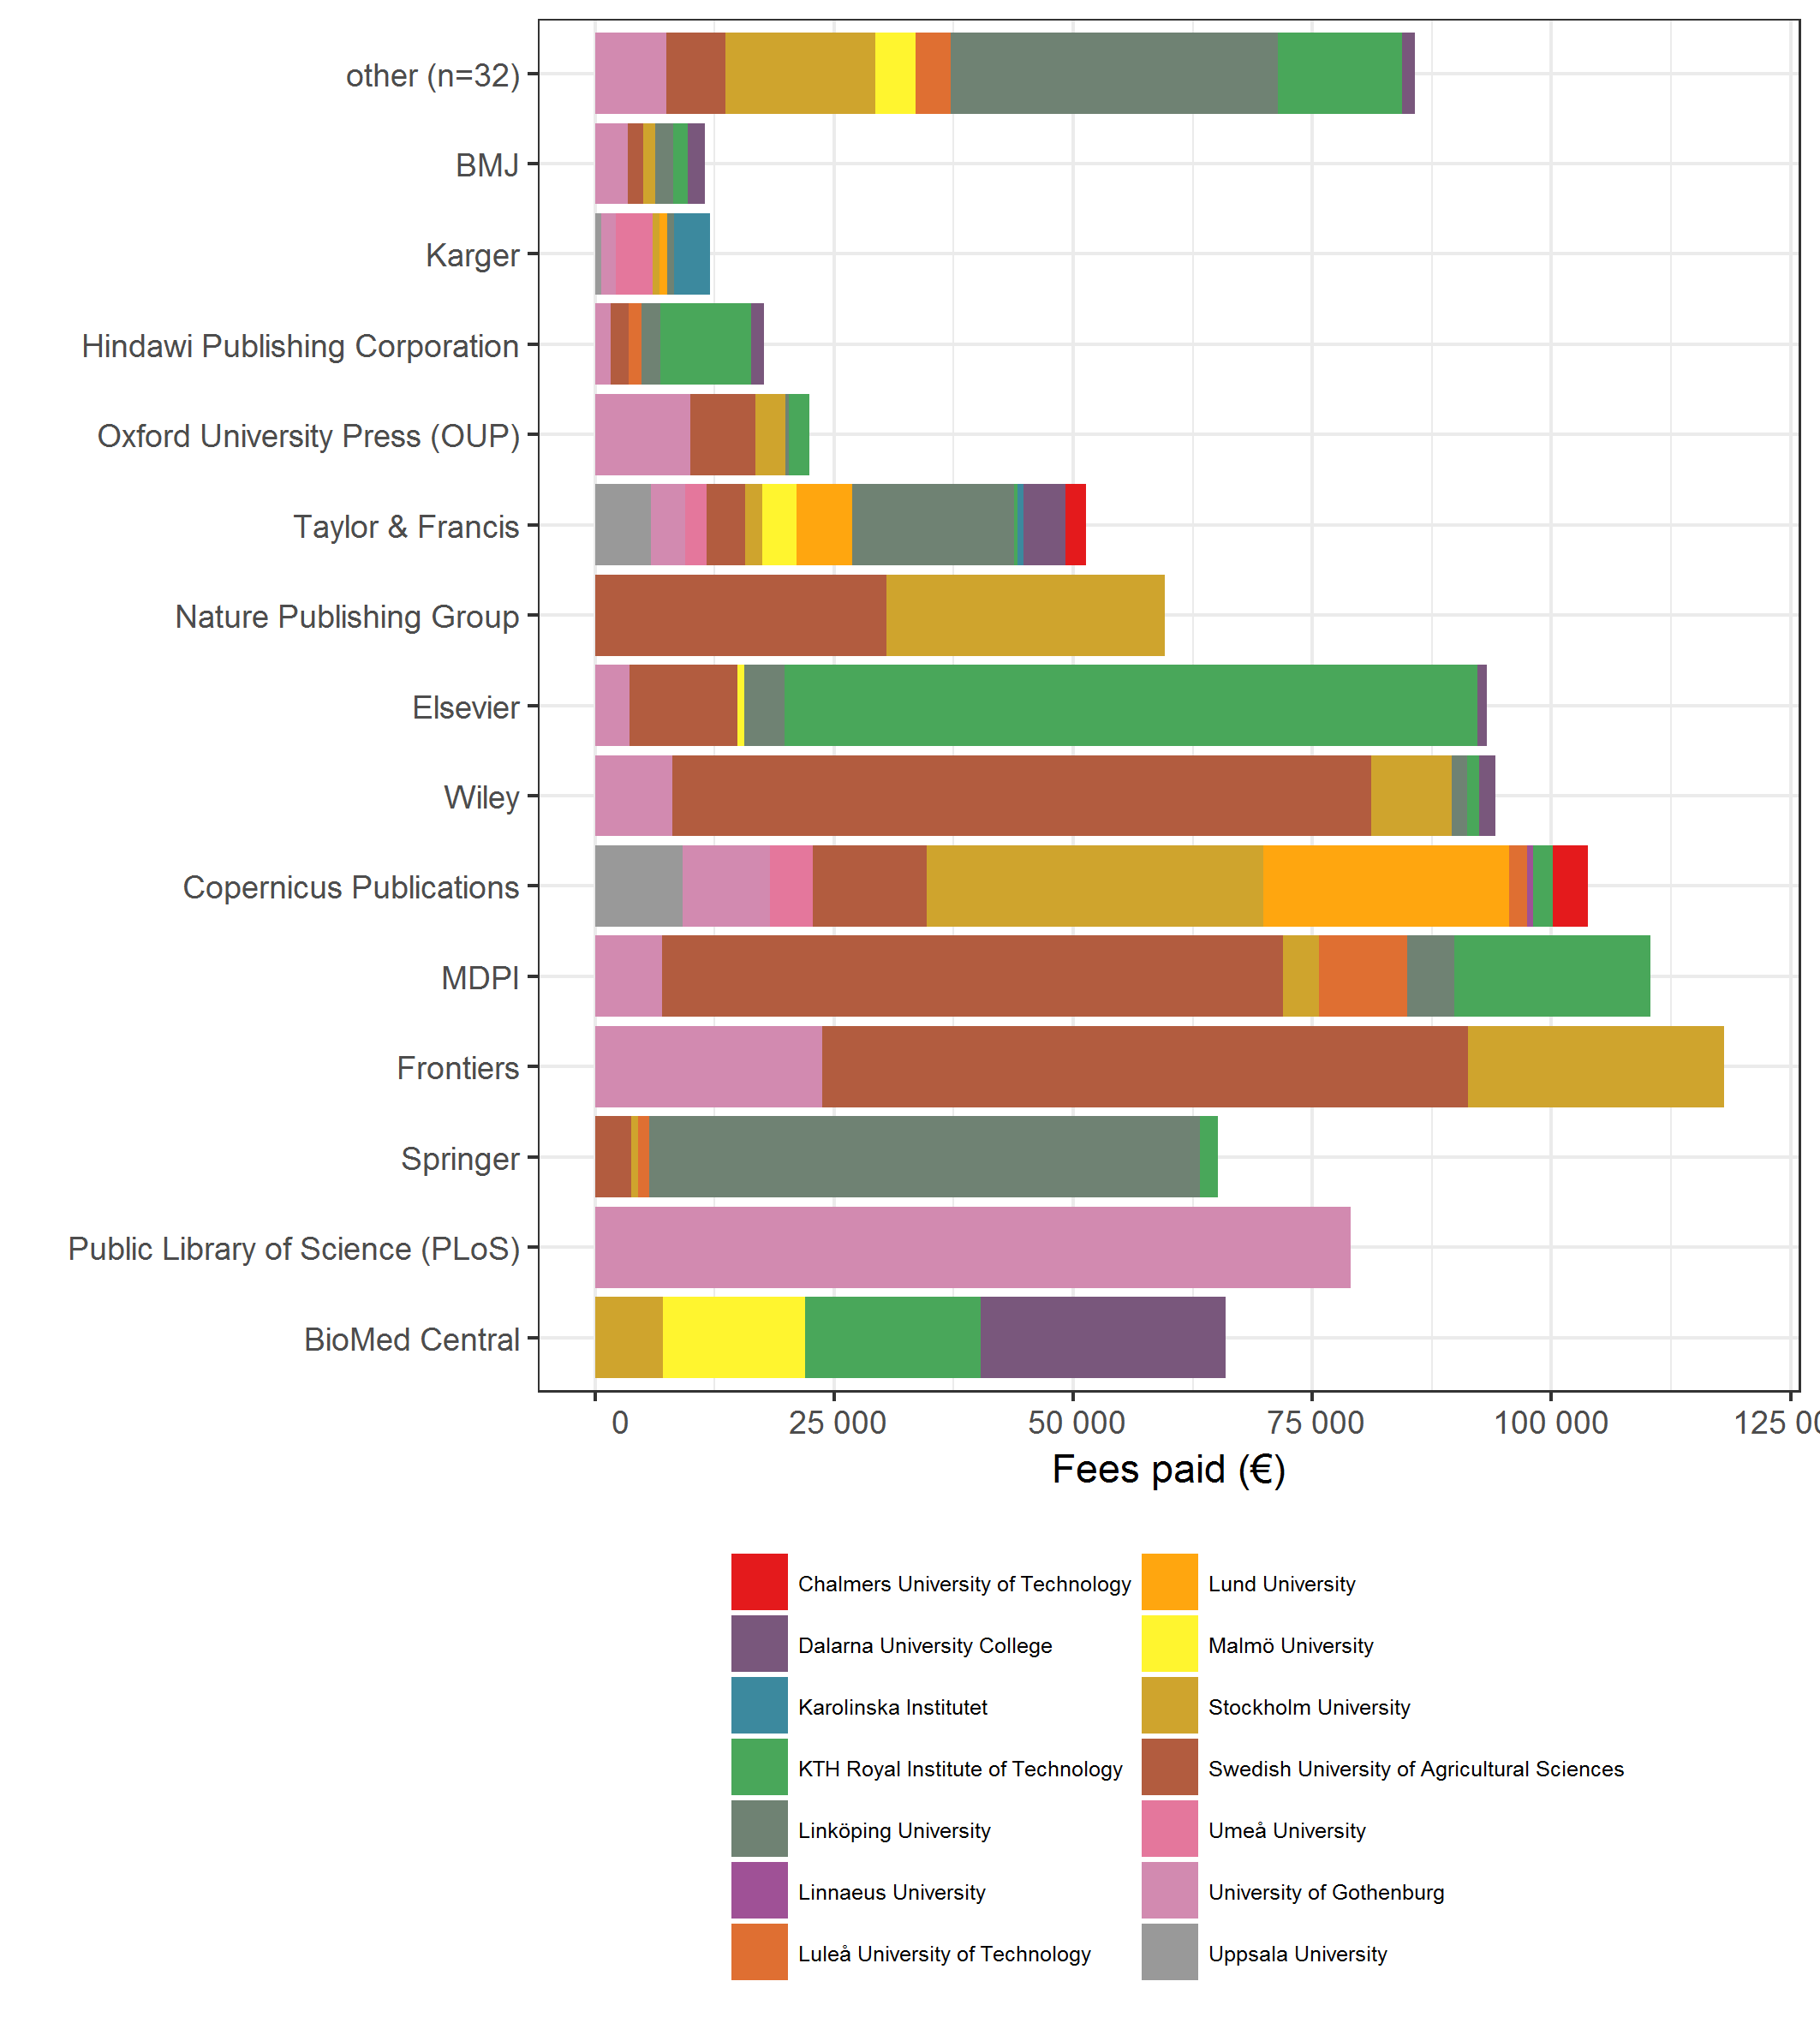 other (n=32)
BMJ
Karger
Hindawi Publishing Corporation
Oxford University Press (OUP)
Taylor & Francis
Nature Publishing Group
Elsevier
Wiley
Copernicus Publications
MDPI
Frontiers
Springer
Public Library of Science (PLoS)
BioMed Central
0 25 000 50 000 75 000 100 000 125 00
Fees paid (€)
Chalmers University of Technology Lund University
Dalarna University College Malmö University
Karolinska Institutet Stockholm University
KTH Royal Institute of Technology Swedish University of Agricultural Sciences
Linköping University Umeå University
Linnaeus University University of Gothenburg
Luleå University of Technology Uppsala University